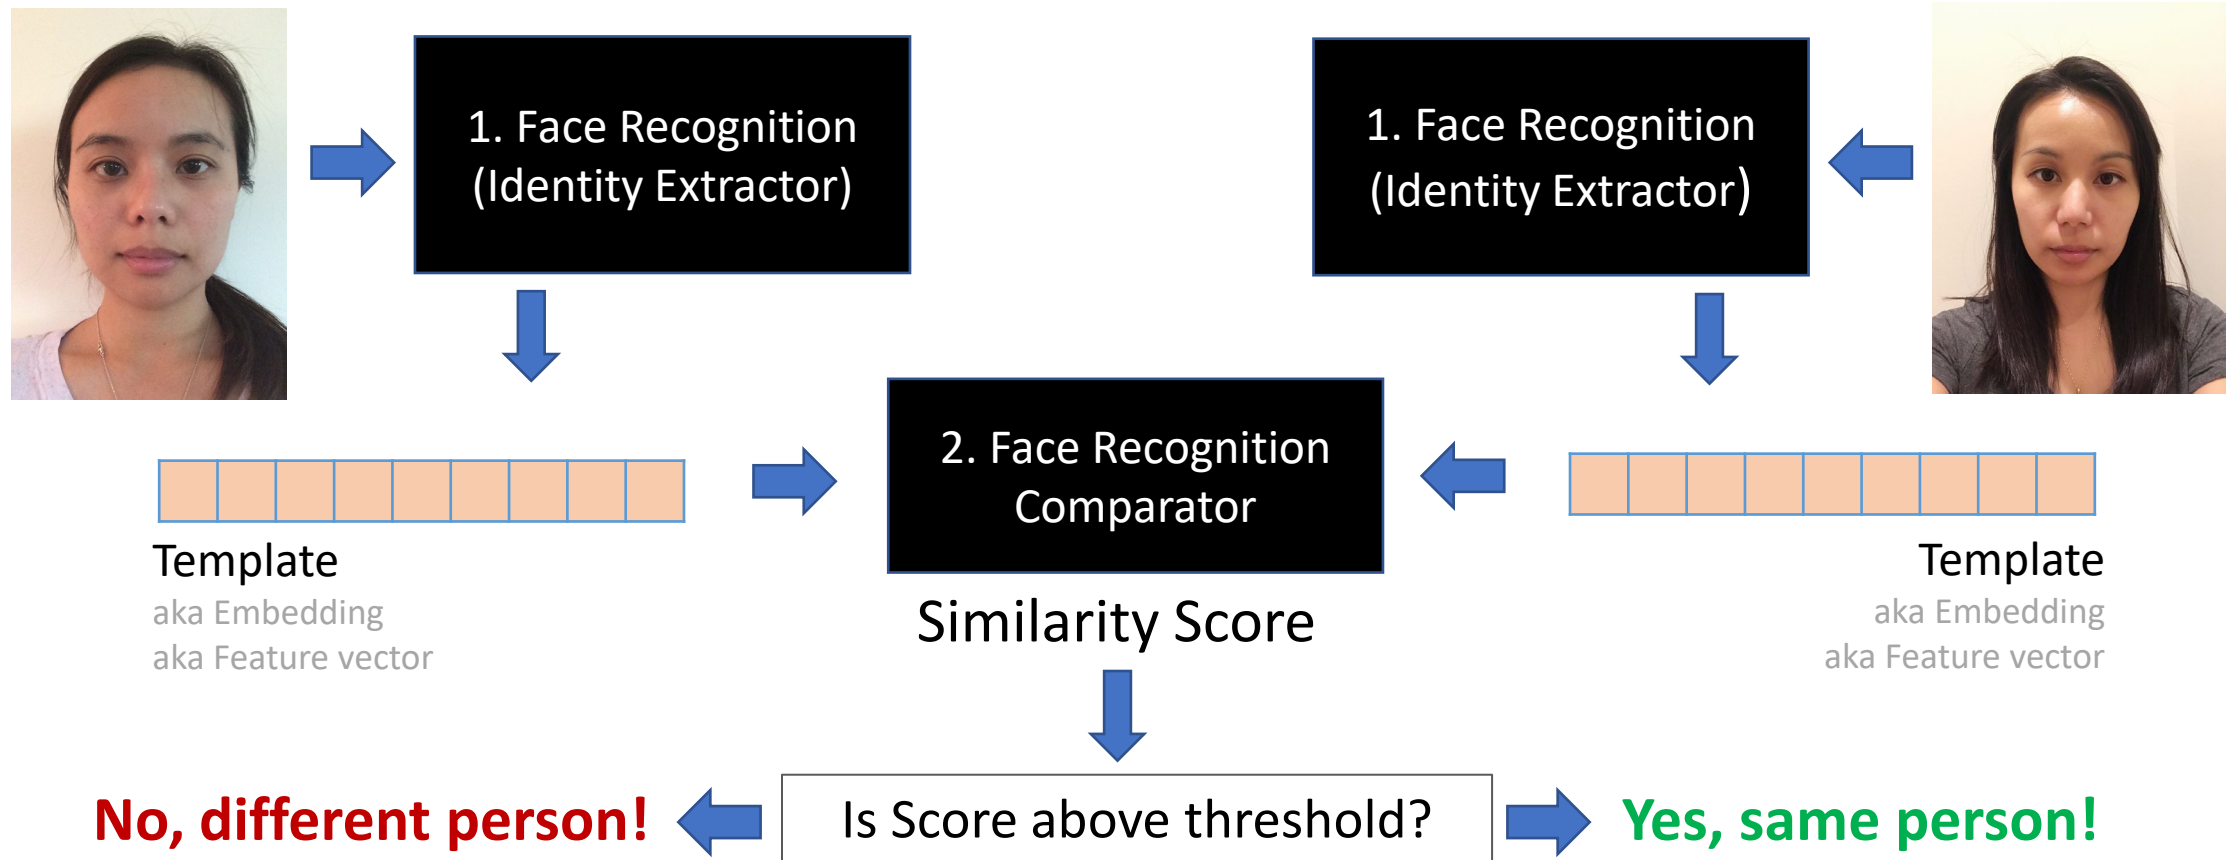 1. Face Recognition
(Identity Extractor)
1. Face Recognition
(Identity Extractor)
2. Face Recognition
Comparator
Template
aka Embedding
aka Feature vector
Similarity Score
Template
aka Embedding
aka Feature vector
No, different person!
Is Score above threshold?
Yes, same person!